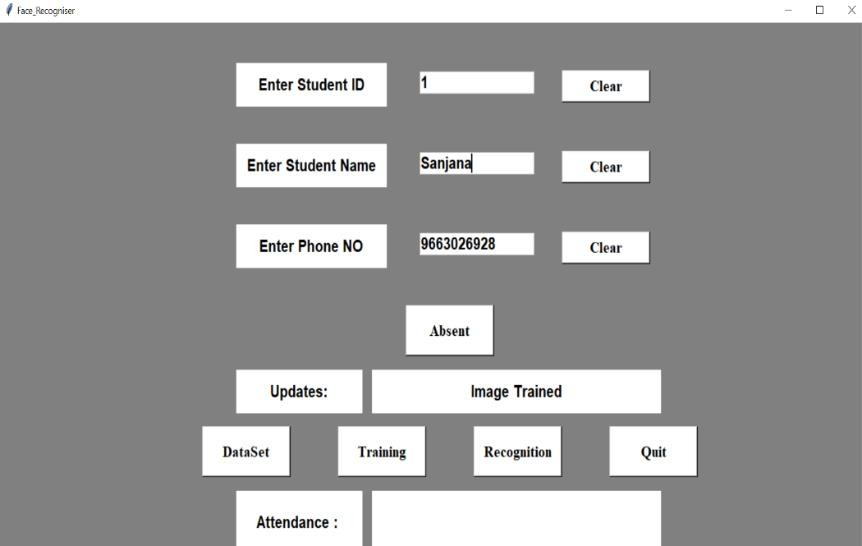 Face_Recogniser
Enter Student ID 1 Clear
Enter Student Name Sanjana Clear
Enter Phone NO 9663026928 Clear
Absent
Updates: Image Trained
DataSet Training Recognition Quit
Attendance :